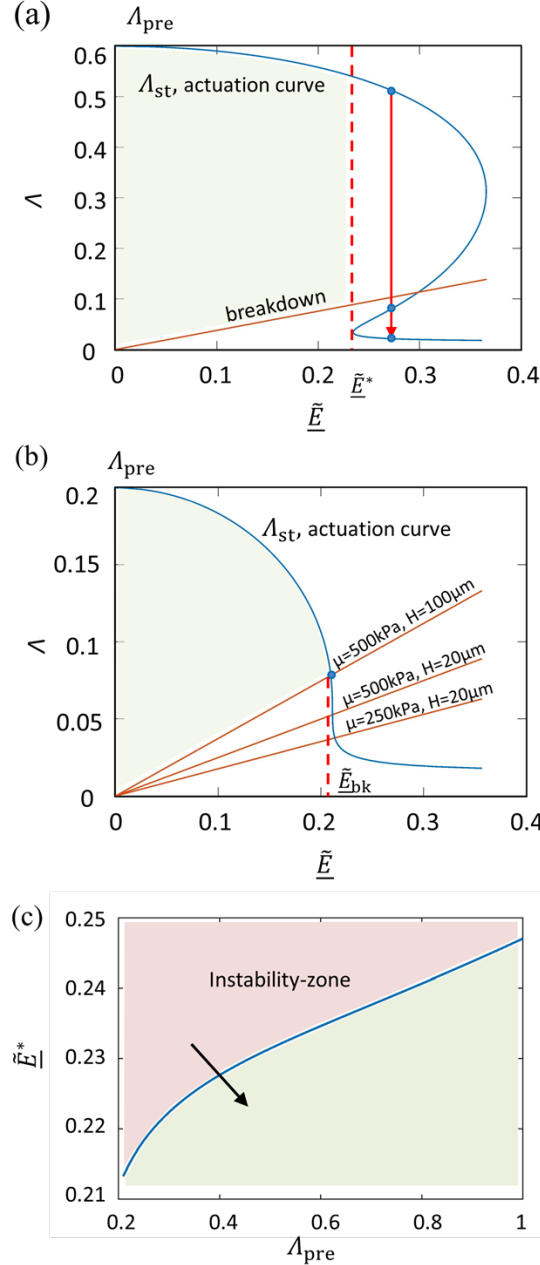 (a)
Λpre
0.6
0.5
0.4
0.3
0.2
0.1
0
Λ
Λst, actuation curve
breakdown
0 0.1 0.2 0.3 0.4
Ẽ*
Ẽ
(b)
Λpre
0.2
0.15
0.1
0.05
0
Λ
Λst, actuation curve
μ=500kPa, H=100μm
μ=500kPa, H=20μm
μ=250kPa, H=20μm
Ẽbk
0 0.1 0.2 0.3 0.4
Ẽ
(c)
0.25
0.24
0.23
0.22
0.21
Ẽ*
Instability-zone
0.2 0.4 0.6 0.8 1
Λpre